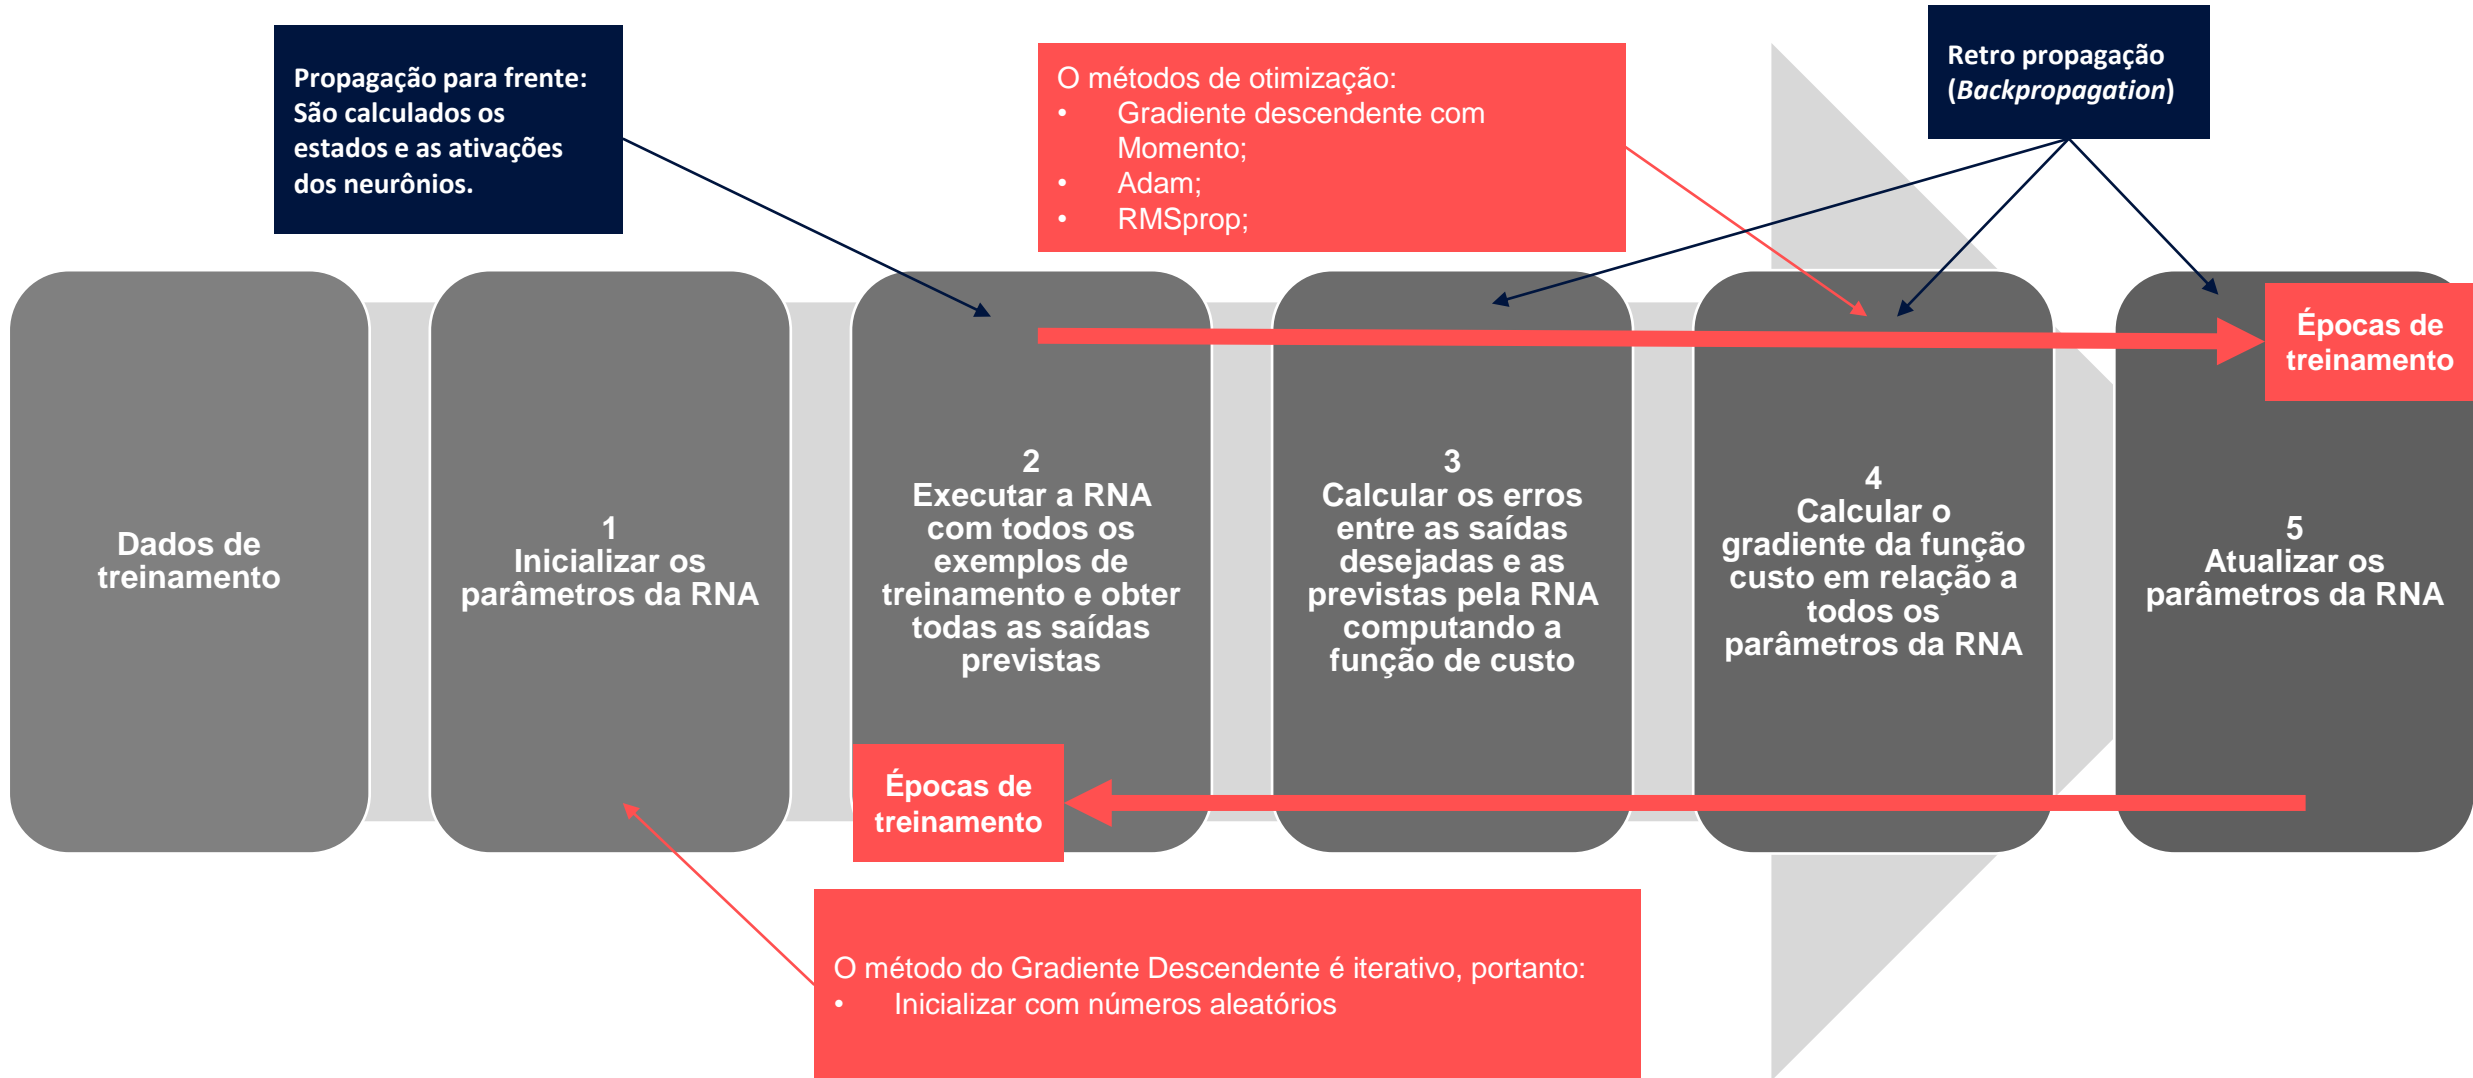 Propagação para frente:
São calculados os
estados e as ativações
dos neurônios.
O métodos de otimização:
• Gradiente descendente com
Momento;
• Adam;
• RMSprop;
Retro propagação
(Backpropagation)
Épocas de
treinamento
Dados de
treinamento
1
Inicializar os
parâmetros da RNA
2
Executar a RNA
com todos os
exemplos de
treinamento e obter
todas as saídas
previstas
3
Calcular os erros
entre as saídas
desejadas e as
previstas pela RNA
computando a
função de custo
4
Calcular o
gradiente da função
custo em relação a
todos os
parâmetros da RNA
5
Atualizar os
parâmetros da RNA
Épocas de
treinamento
O método do Gradiente Descendente é iterativo, portanto:
• Inicializar com números aleatórios